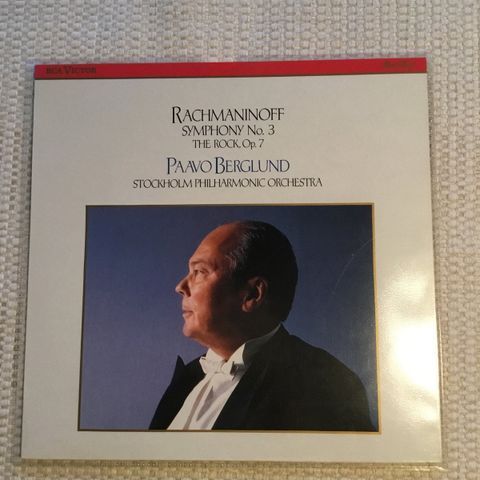 RCA VICTOR
RACHMANINOFF
SYMPHONY No. 3
THE ROCK, Op. 7
PAAVO BERGLUND
STOCKHOLM PHILHARMONIC ORCHESTRA